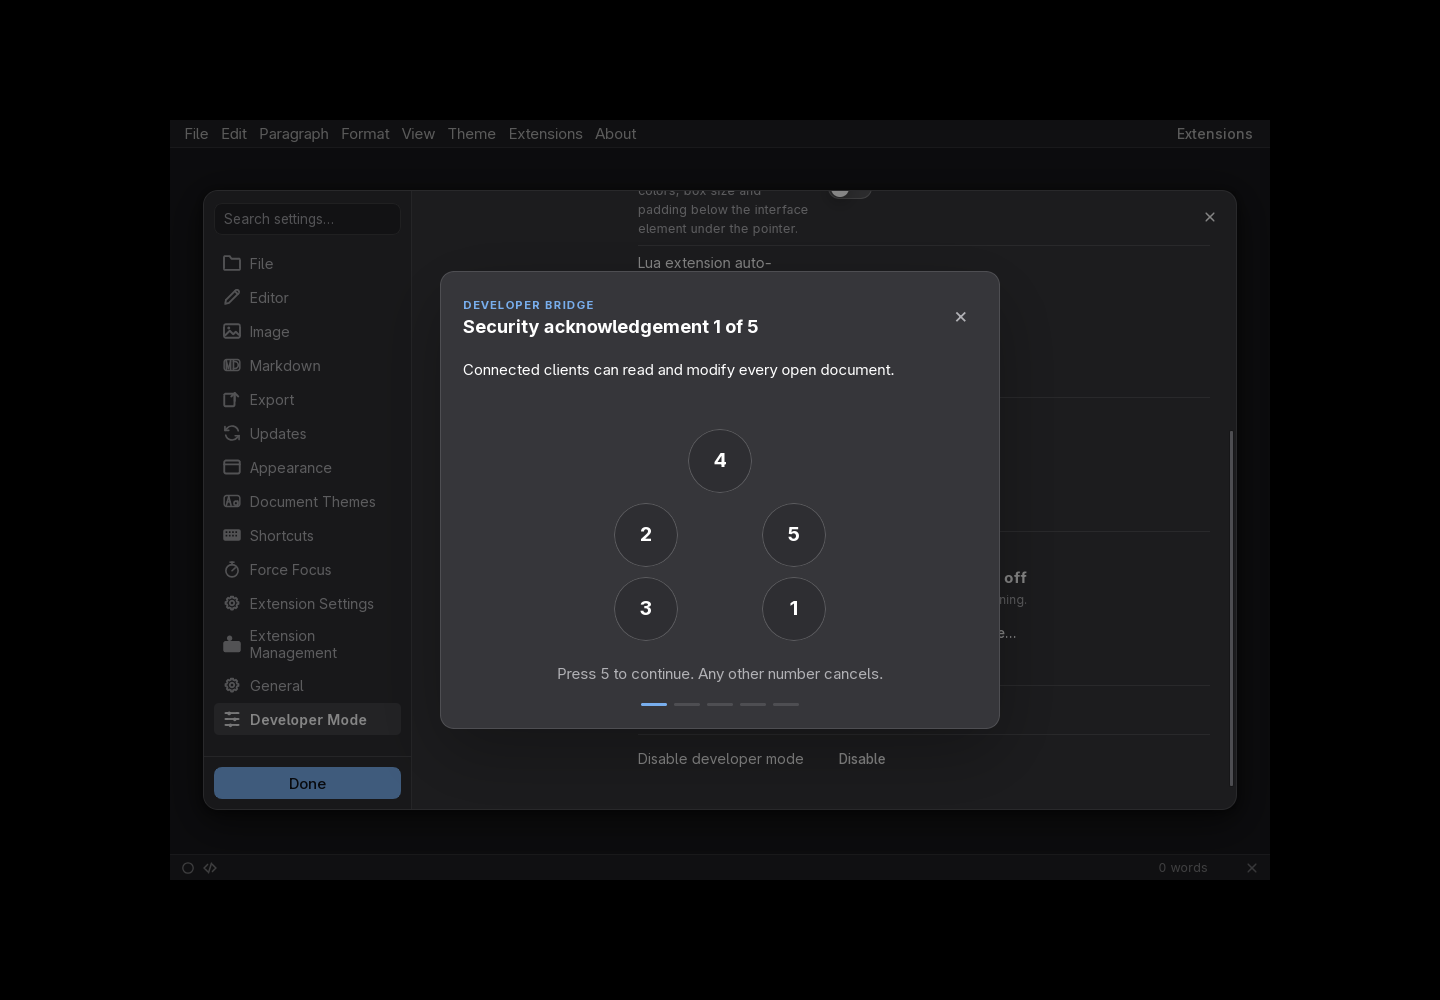 File Edit Paragraph Format View Theme Extensions About
Extensions
Search settings...
File
Editor
Image
Markdown
Export
Updates
Appearance
Document Themes
Shortcuts
Force Focus
Extension Settings
Extension
Management
General
Developer Mode
Done
colors, box size and
padding below the interface
element under the pointer.
Lua extension auto-
DEVELOPER BRIDGE
Security acknowledgement 1 of 5
Connected clients can read and modify every open document.
4
2 5
3 1
Press 5 to continue. Any other number cancels.
off
Disable developer mode Disable
0 words